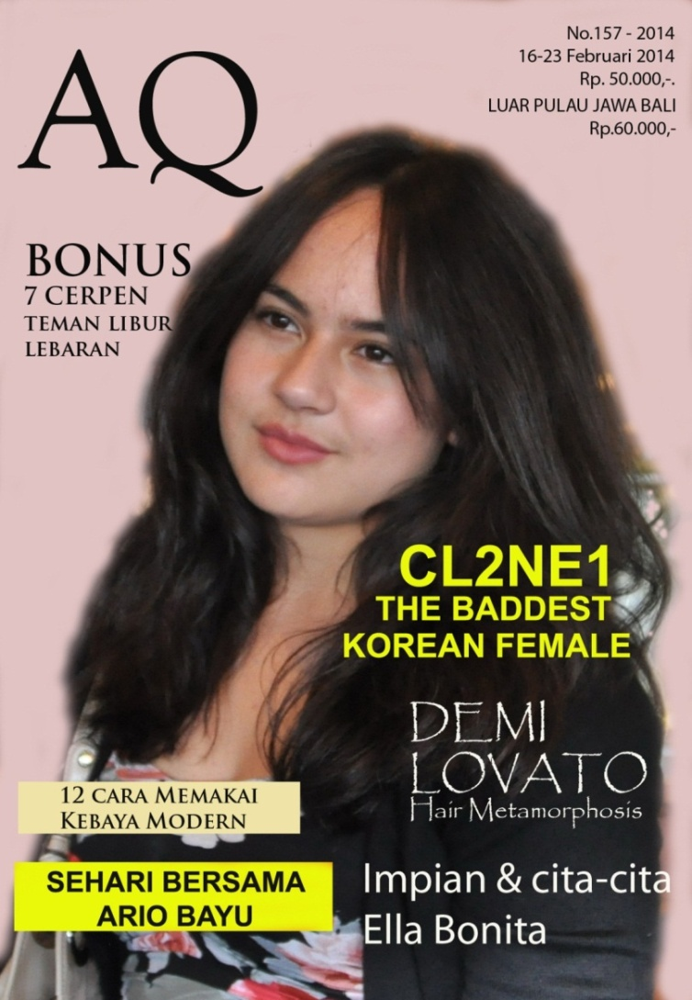 AQ
No.157 - 2014
16-23 Februari 2014
Rp. 50.000,-.
LUAR PULAU JAWA BALI
Rp.60.000,-
BONUS
7 CERPEN
TEMAN LIBUR
LEBARAN
CL2NE1
THE BADDEST
KOREAN FEMALE
DEMI
LOVATO
Hair Metamorphosis
12 CARA MEMAKAI
KEBAYA MODERN
SEHARI BERSAMA
ARIO BAYU
Impian & cita-cita
Ella Bonita